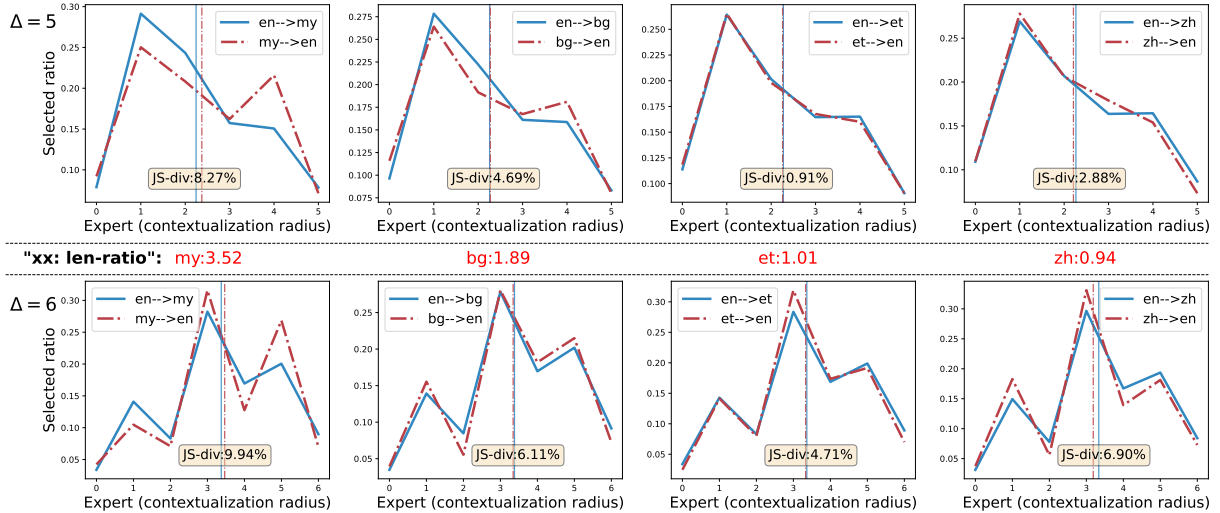 Δ = 5
Selected ratio
0.30
0.25
0.20
0.15
0.10
en-->my
my-->en
JS-div:8.27%
0 1 2 3 4 5
Expert (contextualization radius)
0.275
0.250
0.225
0.200
0.175
0.150
0.125
0.100
0.075
en-->bg
bg-->en
JS-div:4.69%
0 1 2 3 4 5
Expert (contextualization radius)
0.250
0.225
0.200
0.175
0.150
0.125
0.100
en-->et
et-->en
JS-div:0.91%
0 1 2 3 4 5
Expert (contextualization radius)
0.25
0.20
0.15
0.10
en-->zh
zh-->en
JS-div:2.88%
0 1 2 3 4 5
Expert (contextualization radius)
"xx: len-ratio": my:3.52 bg:1.89 et:1.01 zh:0.94
Δ = 6
Selected ratio
0.30
0.25
0.20
0.15
0.10
0.05
en-->my
my-->en
JS-div:9.94%
0 1 2 3 4 5 6
Expert (contextualization radius)
0.25
0.20
0.15
0.10
0.05
en-->bg
bg-->en
JS-div:6.11%
0 1 2 3 4 5 6
Expert (contextualization radius)
0.30
0.25
0.20
0.15
0.10
0.05
en-->et
et-->en
JS-div:4.71%
0 1 2 3 4 5 6
Expert (contextualization radius)
0.30
0.25
0.20
0.15
0.10
0.05
en-->zh
zh-->en
JS-div:6.90%
0 1 2 3 4 5 6
Expert (contextualization radius)